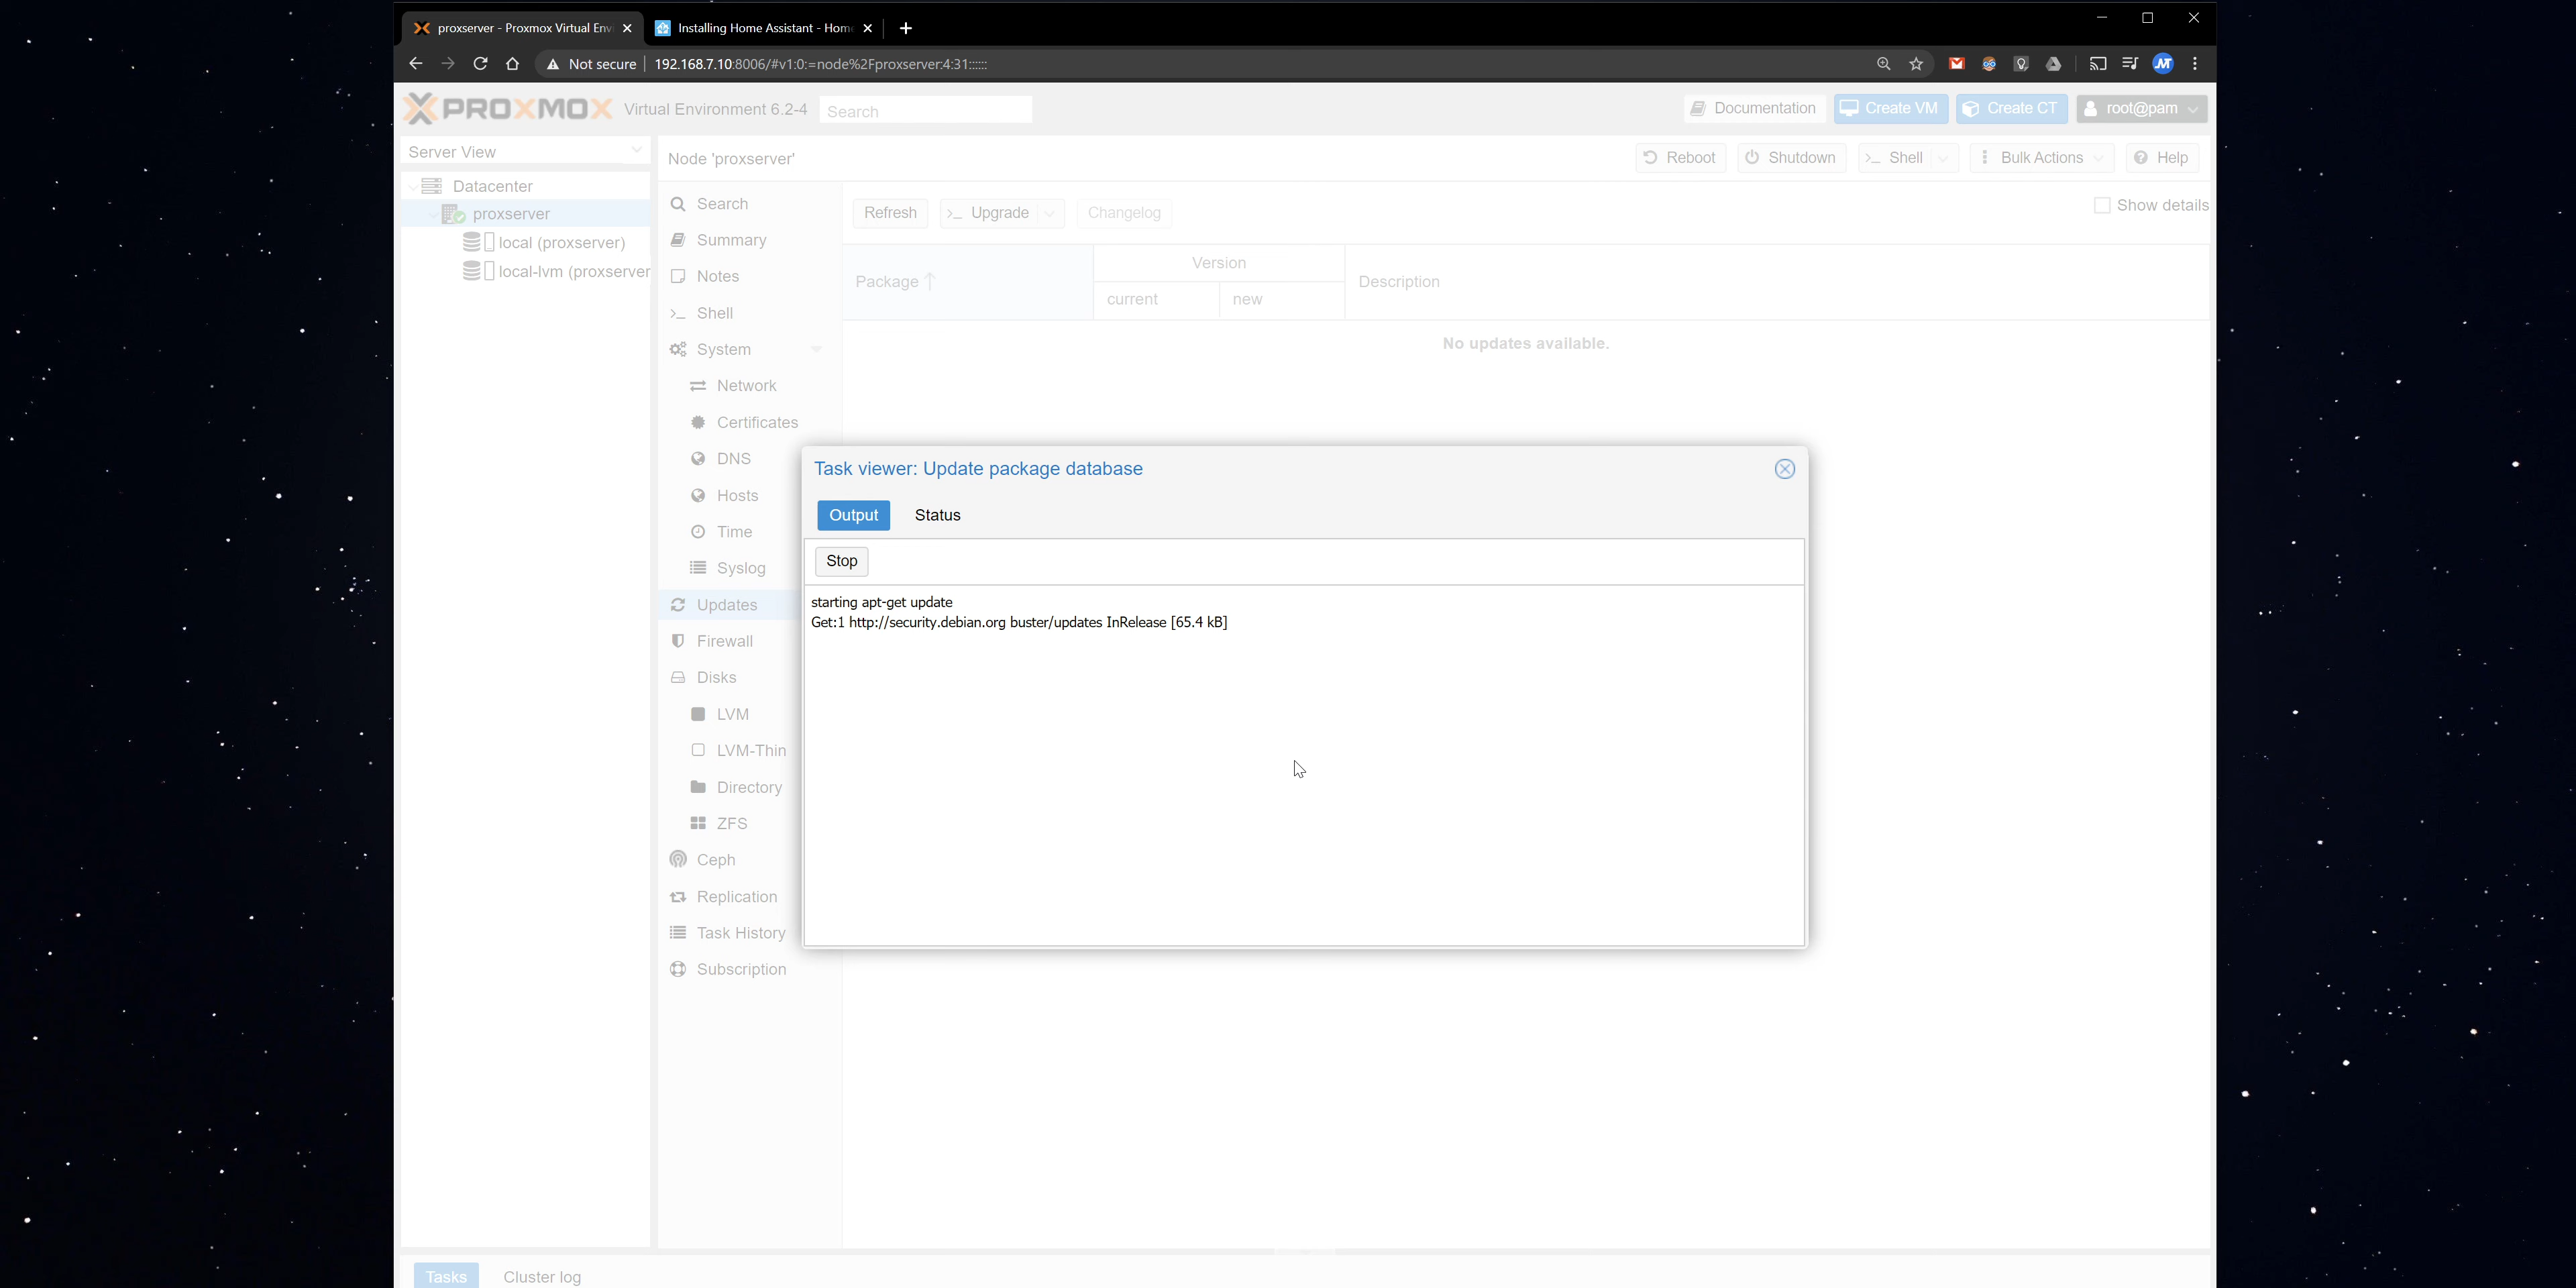 proxserver - Proxmox Virtual Envi
Installing Home Assistant - Home
Not secure
192.168.7.10:8006/#v1:0:=node%2Fproxserver:4:31::::::
PROXMOX Virtual Environment 6.2-4
Search
Documentation
Create VM
Create CT
root@pam
Server View
Datacenter
proxserver
local (proxserver)
local-lvm (proxserver
Node 'proxserver'
Reboot
Shutdown
Shell
Bulk Actions
Help
Search
Summary
Notes
Shell
System
Network
Certificates
DNS
Hosts
Time
Syslog
Updates
Firewall
Disks
LVM
LVM-Thin
Directory
ZFS
Ceph
Replication
Task History
Subscription
Refresh
Upgrade
Changelog
Show details
Package
Version
current
new
Description
No updates available.
Task viewer: Update package database
Output
Status
Stop
starting apt-get update
Get:1 http://security.debian.org buster/updates InRelease [65.4 kB]
Tasks
Cluster log